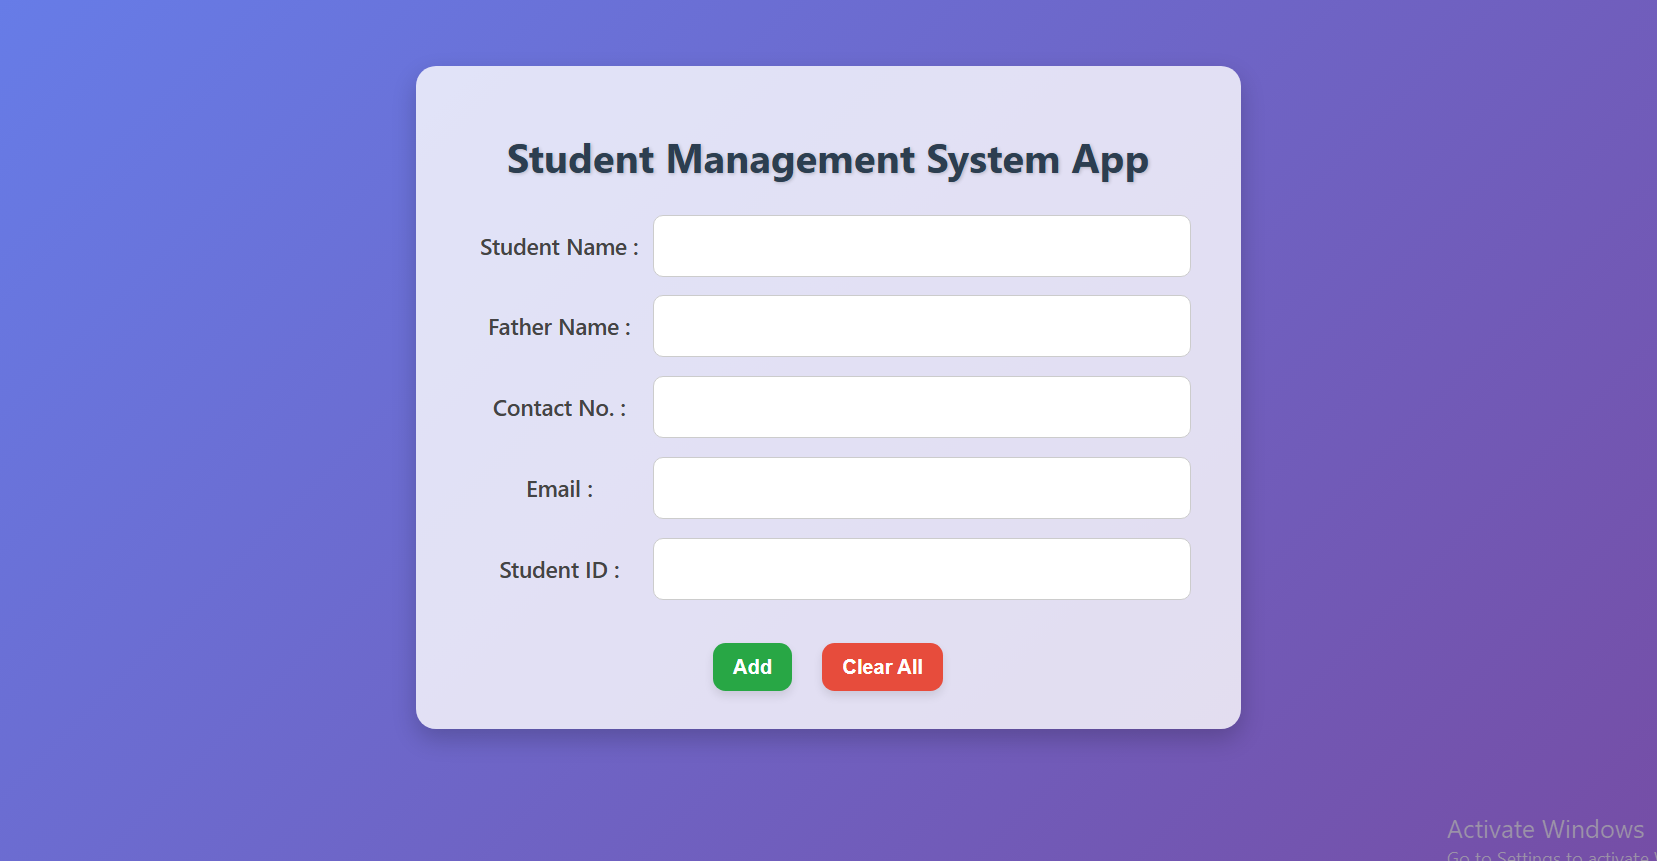 Student Management System App
Student Name :
Father Name :
Contact No. :
Email :
Student ID :
Add Clear All
Activate Windows
Go to Settings to activate